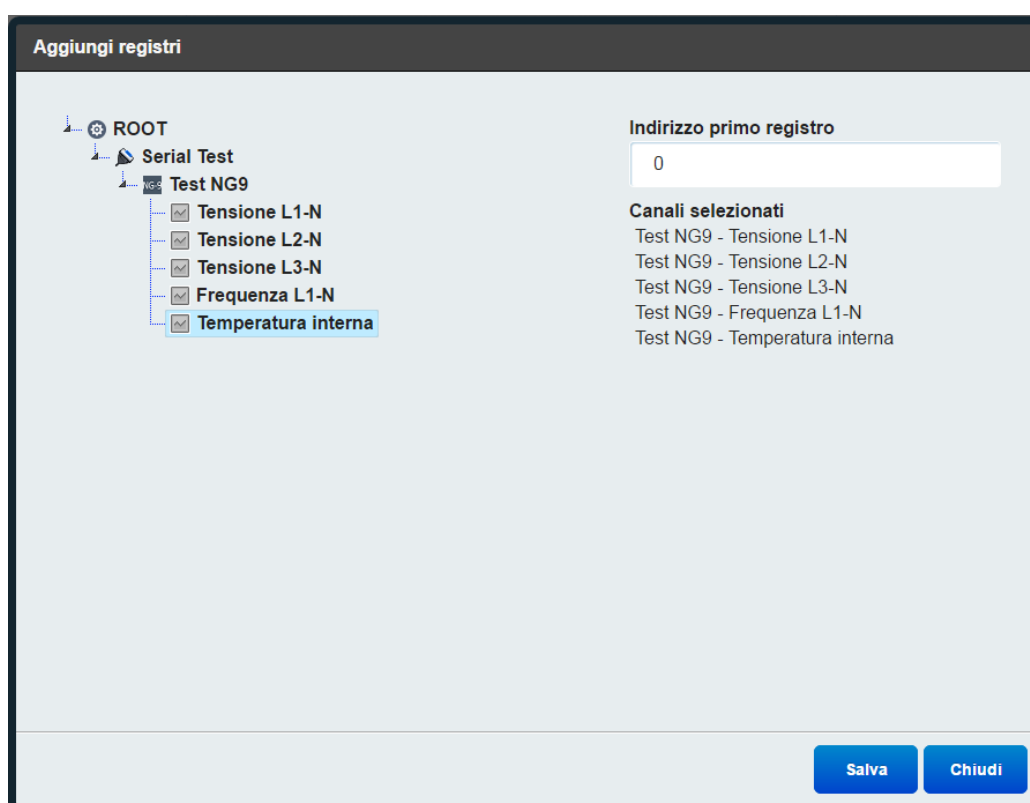 Aggiungi registri
ROOT
Serial Test
NG-9 Test NG9
Tensione L1-N
Tensione L2-N
Tensione L3-N
Frequenza L1-N
Temperatura interna
Indirizzo primo registro
0
Canali selezionati
Test NG9 - Tensione L1-N
Test NG9 - Tensione L2-N
Test NG9 - Tensione L3-N
Test NG9 - Frequenza L1-N
Test NG9 - Temperatura interna
Salva Chiudi